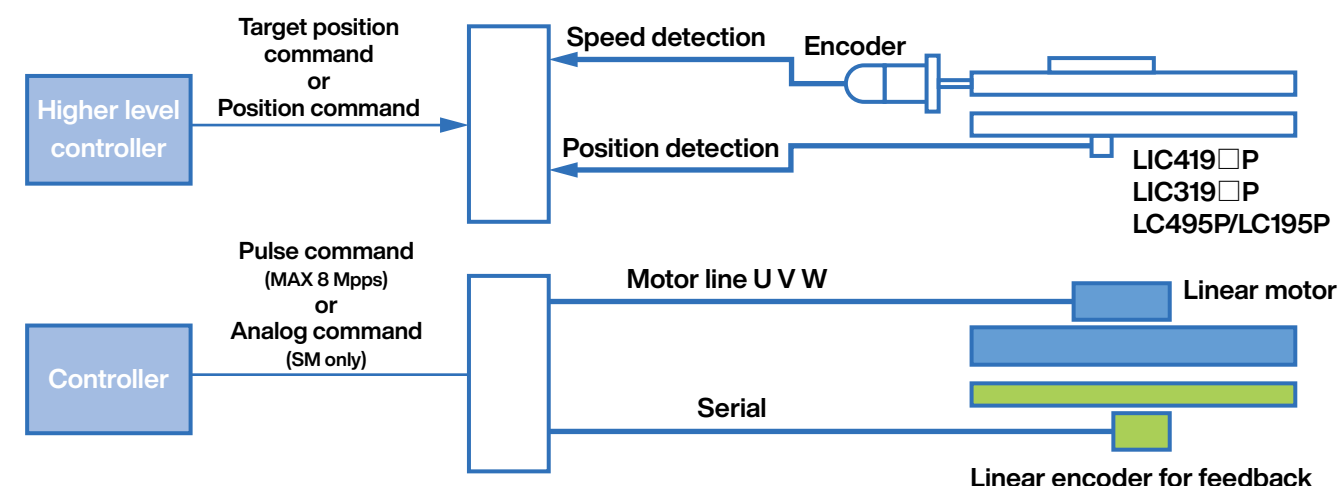 Target position
command
or
Position command
Higher level
controller
Speed detection
Encoder
Position detection
LIC419□P
LIC319□P
LC495P/LC195P
Pulse command
(MAX 8 Mpps)
or
Analog command
(SM only)
Controller
Motor line U V W
Linear motor
Serial
Linear encoder for feedback